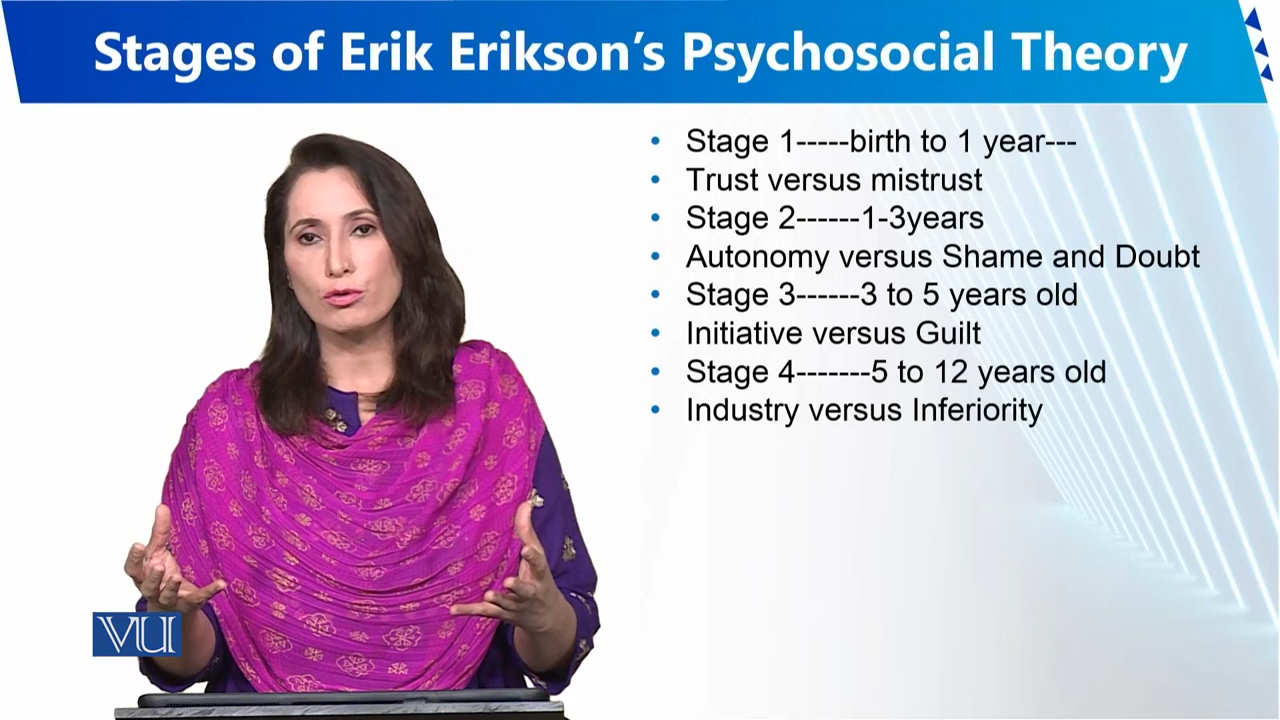 Stages of Erik Erikson’s Psychosocial Theory
• Stage 1-----birth to 1 year---
• Trust versus mistrust
• Stage 2------1-3years
• Autonomy versus Shame and Doubt
• Stage 3------3 to 5 years old
• Initiative versus Guilt
• Stage 4-------5 to 12 years old
• Industry versus Inferiority
VU